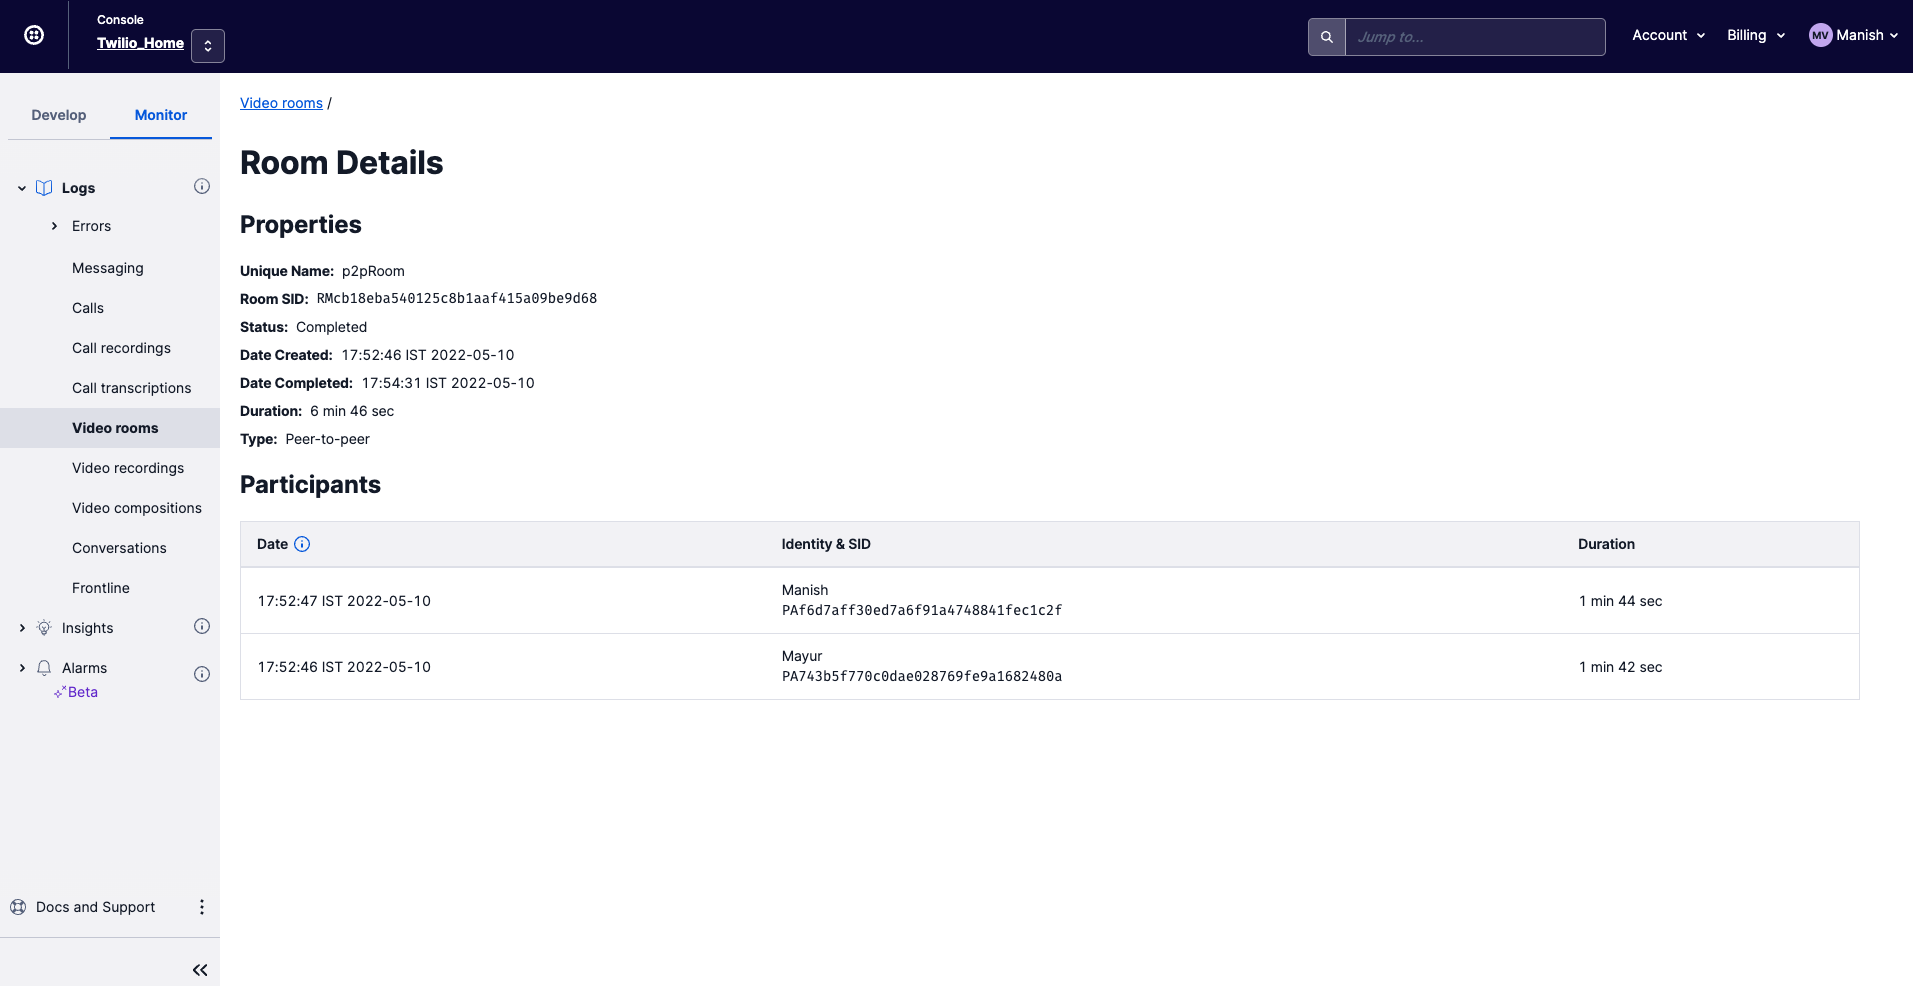 Console
Twilio_Home
Jump to...
Account
Billing
MV Manish
Develop
Monitor
Logs
Errors
Messaging
Calls
Call recordings
Call transcriptions
Video rooms
Video recordings
Video compositions
Conversations
Frontline
Insights
Alarms
Beta
Docs and Support
Video rooms /
Room Details
Properties
Unique Name: p2pRoom
Room SID: RMcb18eba540125c8b1aaf415a09be9d68
Status: Completed
Date Created: 17:52:46 IST 2022-05-10
Date Completed: 17:54:31 IST 2022-05-10
Duration: 6 min 46 sec
Type: Peer-to-peer
Participants
Date Identity & SID Duration
Manish
17:52:47 IST 2022-05-10 1 min 44 sec
PAf6d7aff30ed7a6f91a4748841fec1c2f
Mayur
17:52:46 IST 2022-05-10 1 min 42 sec
PA743b5f770c0dae028769fe9a1682480a